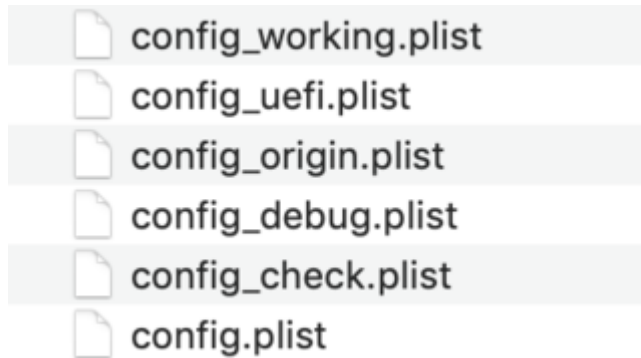 config_working.plist
config_uefi.plist
config_origin.plist
config_debug.plist
config_check.plist
config.plist